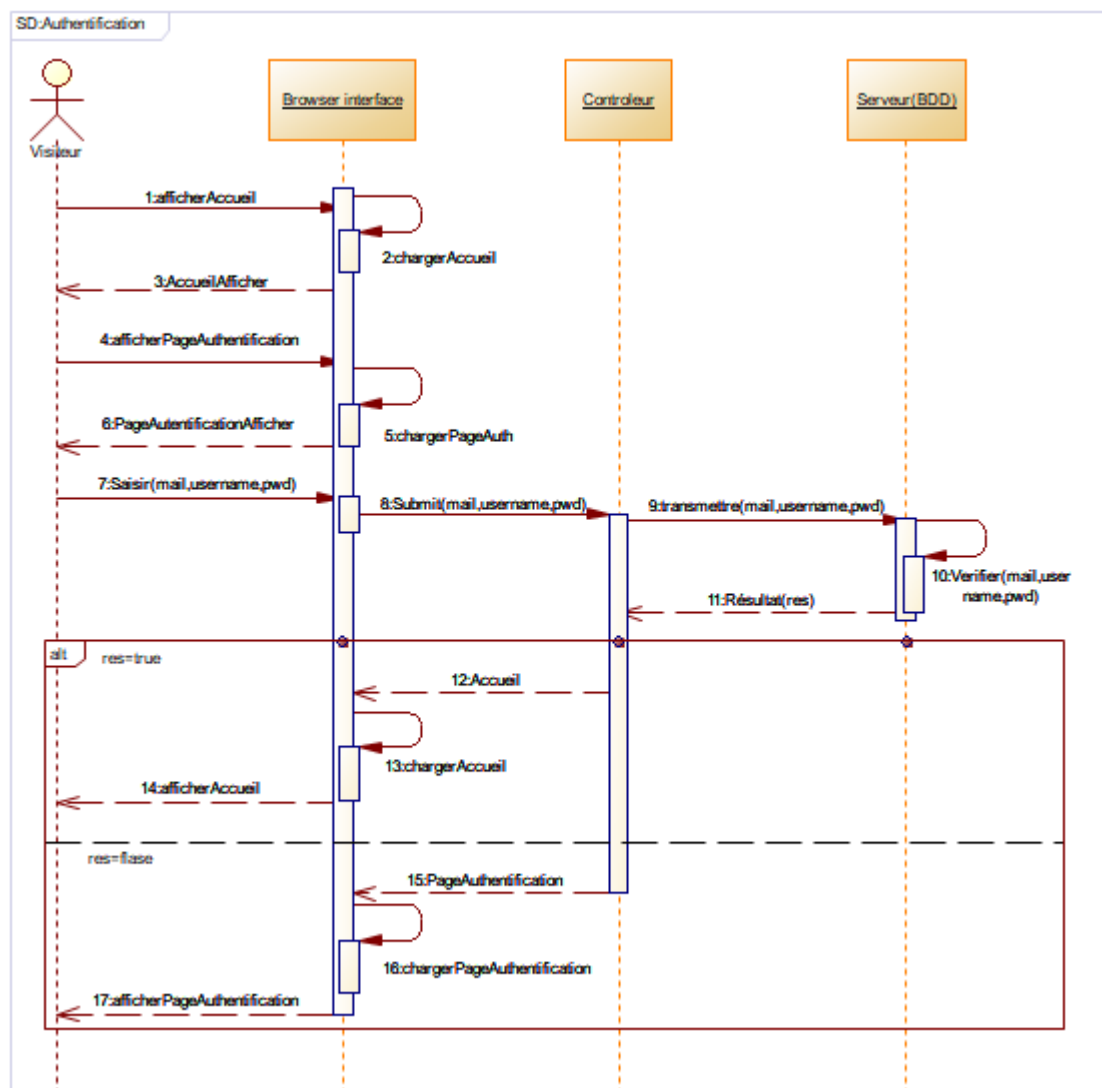 SD:Authentification
Visiteur
Browser interface
Controleur
Serveur(BDD)
1:afficherAccueil
2:chargerAccueil
3:AccueilAfficher
4:afficherPageAuthentification
5:chargerPageAuth
6:PageAutentificationAfficher
7:Saisir(mail,username,pwd)
8:Submit(mail,username,pwd)
9:transmettre(mail,username,pwd)
10:Verifier(mail,user
name,pwd)
11:Résultat(res)
alt
res=true
12:Accueil
13:chargerAccueil
14:afficherAccueil
res=flase
15:PageAuthentification
16:chargerPageAuthentification
17:afficherPageAuthentification